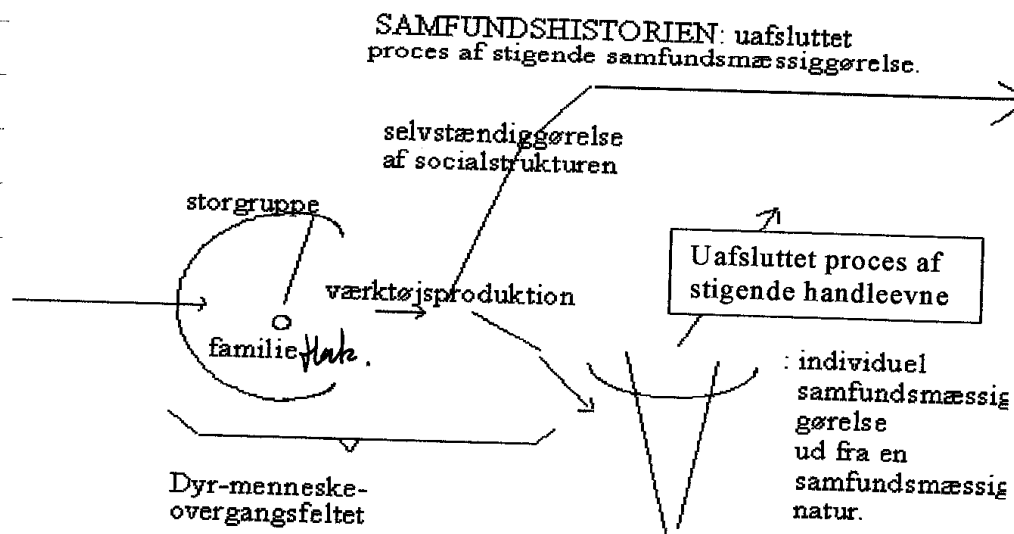 SAMFUNDSHISTORIEN: uafsluttet
proces af stigende samfundsmæssiggørelse.
selvstændiggørelse
af socialstrukturen
storgruppe
værktøjsproduktion
familie
Uafsluttet proces af
stigende handleevne
: individuel
samfundsmæssig
gørelse
ud fra en
samfundsmæssig
natur.
Dyr-menneske-
overgangsfeltet